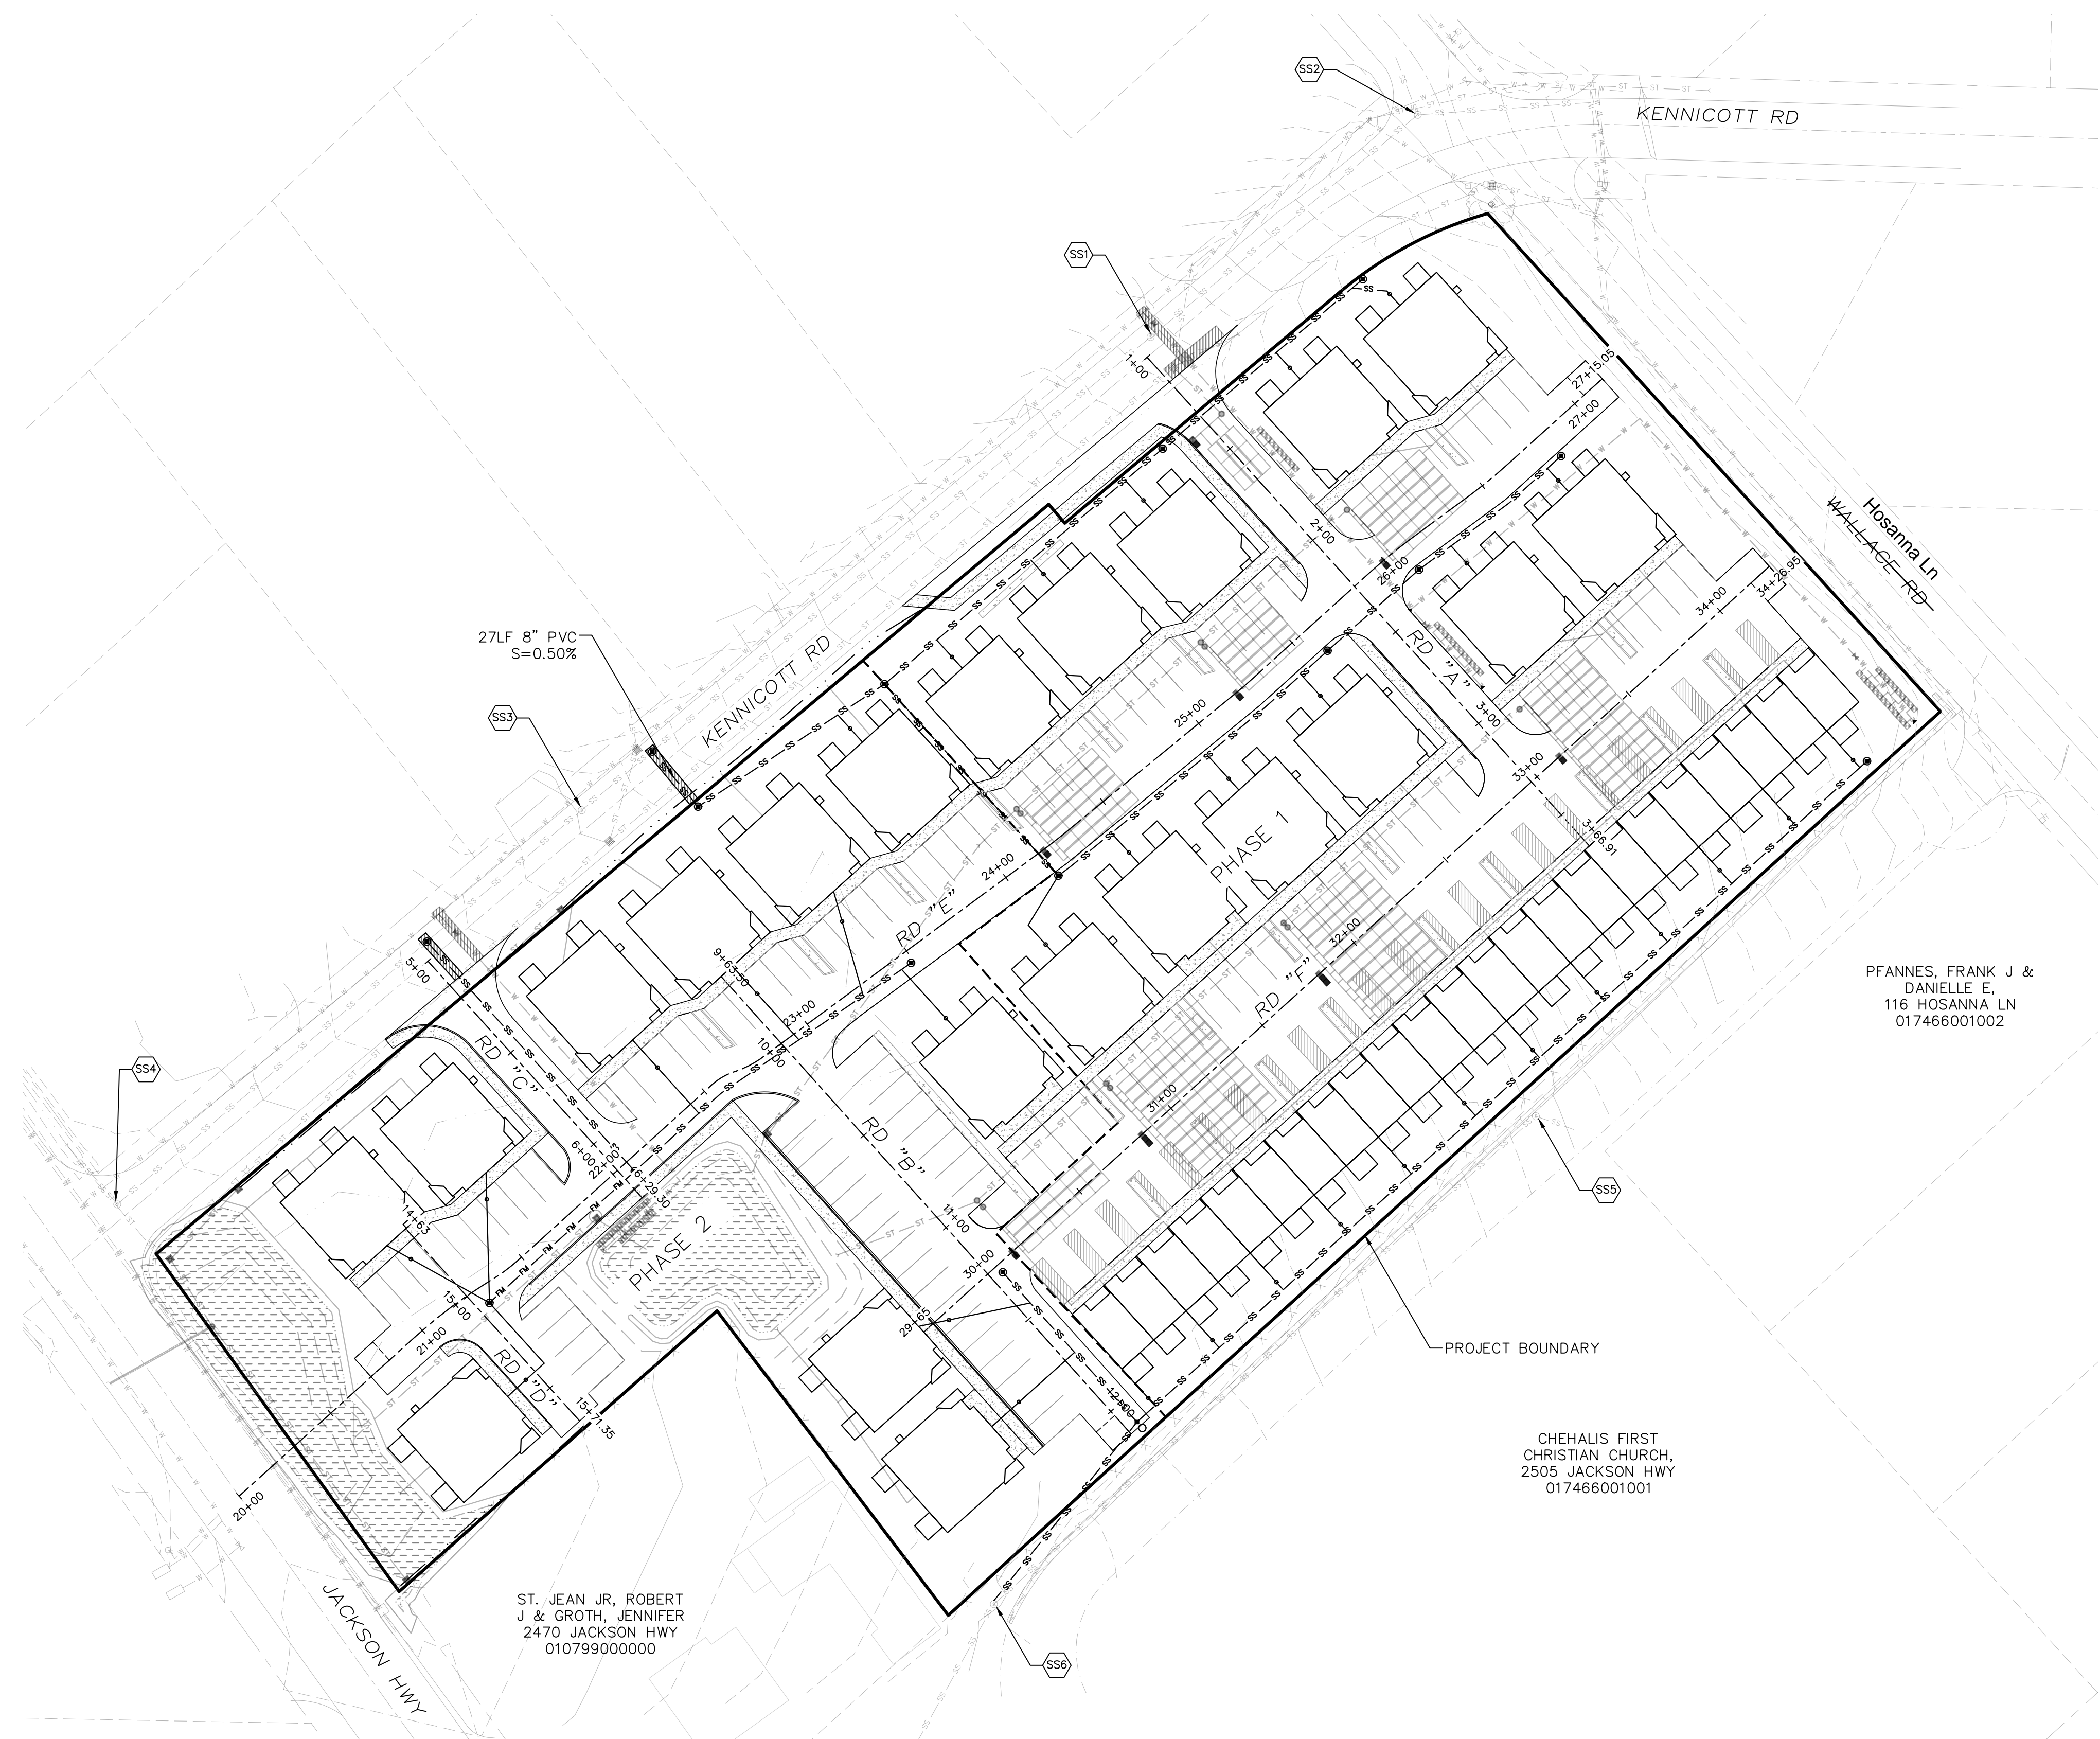 SS2
KENNICOTT RD
SS1
1+00
27+15.05
27+00
2+00
26+00
Hosanna Ln
WALLACE RD
34+26.95
34+00
RD "A"
27LF 8" PVC
S=0.50%
KENNICOTT RD
SS3
25+00
3+00
33+00
3+66.91
PHASE 1
24+00
RD "E"
32+00
9+63.50
RD "F"
PFANNES, FRANK J &
DANIELLE E,
116 HOSANNA LN
017466001002
5+00
23+00
10+00
RD "C"
SS4
31+00
RD "B"
6+00
22+00
6+29.30
SS5
14+63
11+00
PHASE 2
30+00
15+00
29+65
21+00
PROJECT BOUNDARY
RD "D"
15+71.35
12+00
CHEHALIS FIRST
CHRISTIAN CHURCH,
2505 JACKSON HWY
017466001001
20+00
JACKSON HWY
ST. JEAN JR, ROBERT
J & GROTH, JENNIFER
2470 JACKSON HWY
010799000000
SS6